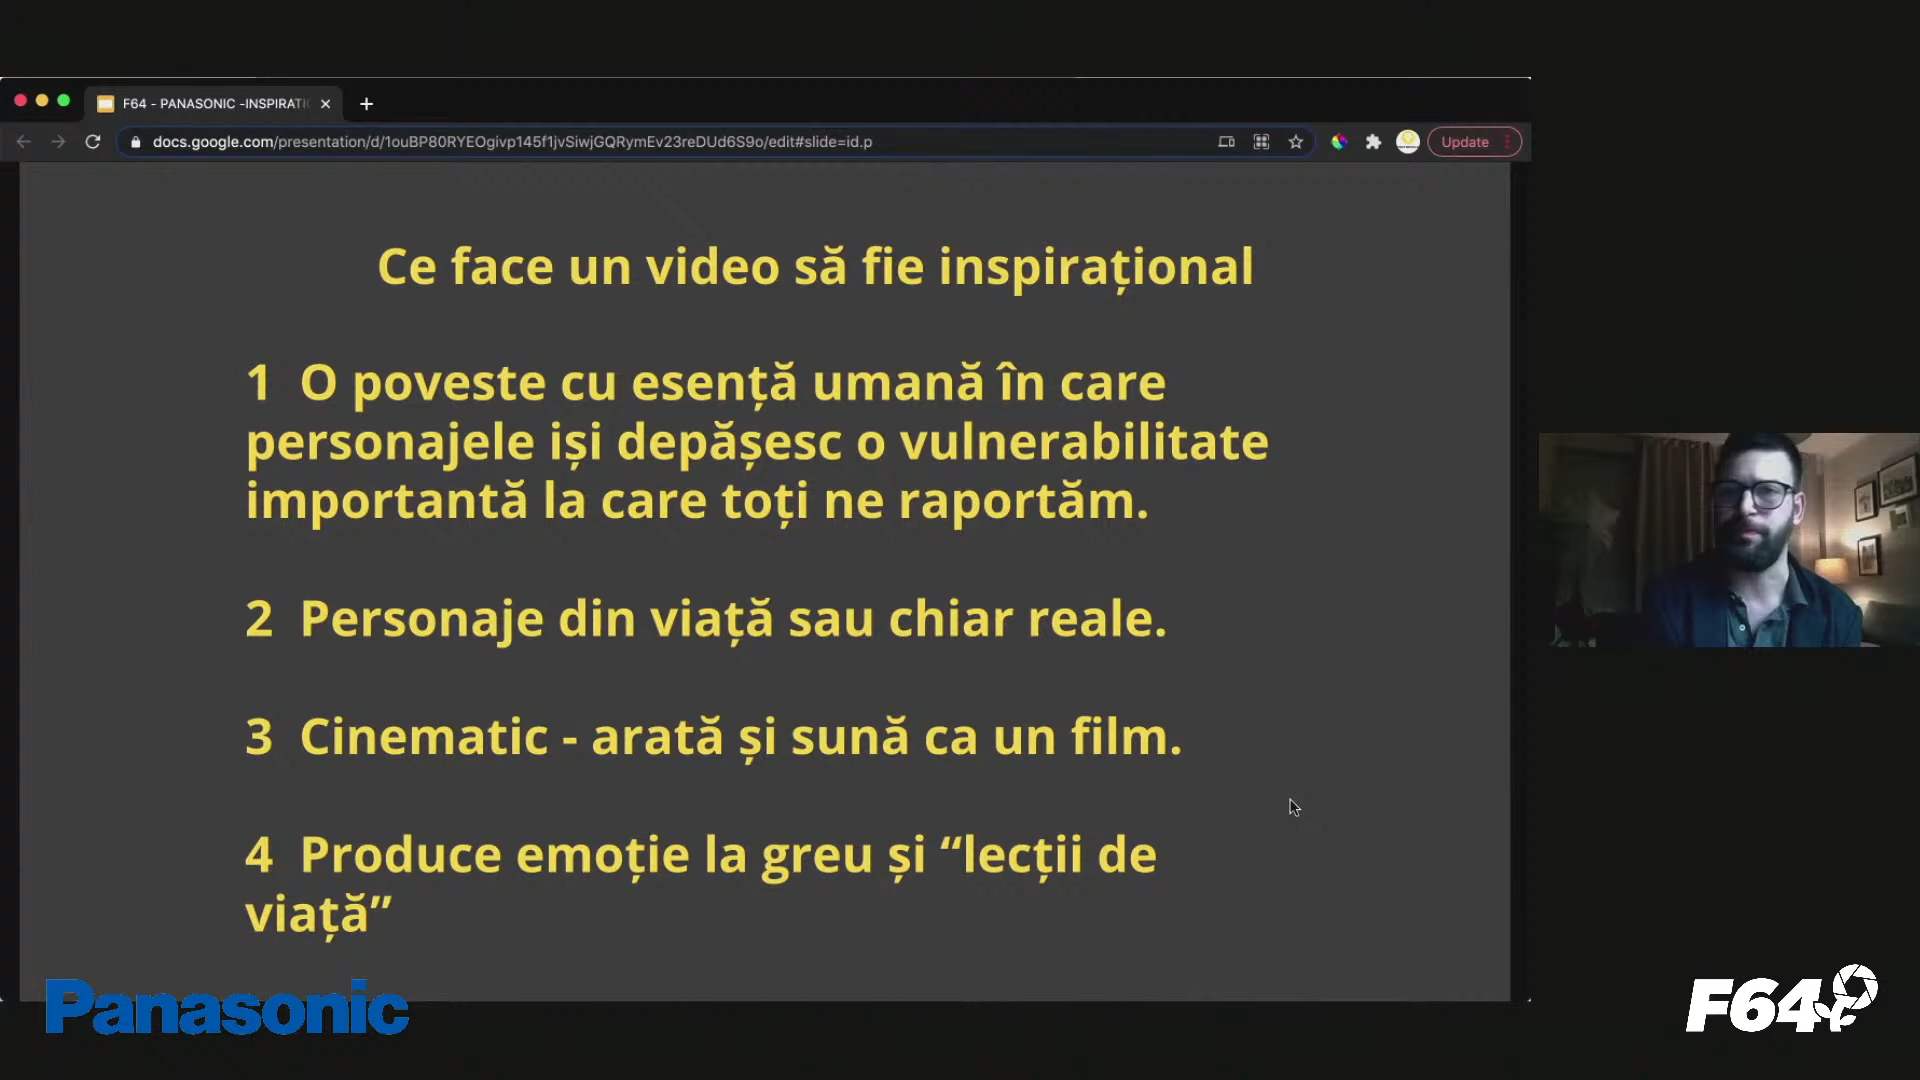 F64 - PANASONIC -INSPIRATI
docs.google.com/presentation/d/1ouBP80RYEOgivp145f1jvSiwjGQRymEv23reDUd6S9o/edit#slide=id.p
Update
Ce face un video să fie inspirațional
1 O poveste cu esență umană în care
personajele iși depășesc o vulnerabilitate
importantă la care toți ne raportăm.
2 Personaje din viață sau chiar reale.
3 Cinematic - arată și sună ca un film.
4 Produce emoție la greu și “lecții de
viață”
Panasonic
F64